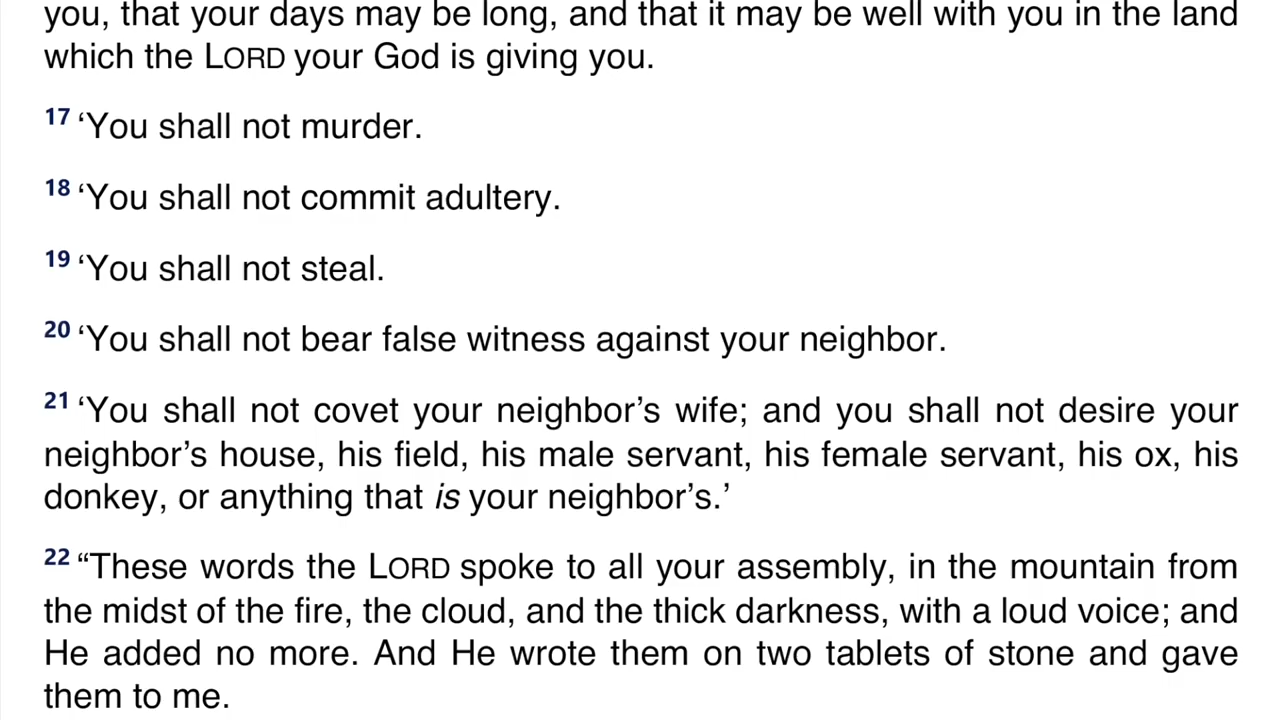 you, that your days may be long, and that it may be well with you in the land
which the LORD your God is giving you.
17 ‘You shall not murder.
18 ‘You shall not commit adultery.
19 ‘You shall not steal.
20 ‘You shall not bear false witness against your neighbor.
21 ‘You shall not covet your neighbor’s wife; and you shall not desire your
neighbor’s house, his field, his male servant, his female servant, his ox, his
donkey, or anything that is your neighbor’s.’
22 “These words the LORD spoke to all your assembly, in the mountain from
the midst of the fire, the cloud, and the thick darkness, with a loud voice; and
He added no more. And He wrote them on two tablets of stone and gave
them to me.